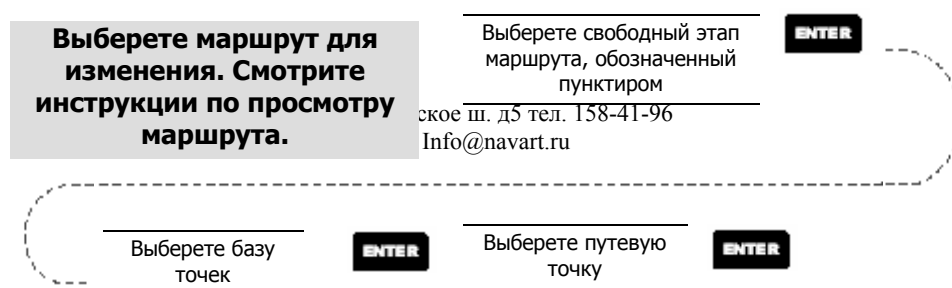 Выберете маршрут для
изменения. Смотрите
инструкции по просмотру
маршрута.
Выберете свободный этап
маршрута, обозначенный
пунктиром
ENTER
ское ш. д5 тел. 158-41-96
Info@navart.ru
Выберете базу
точек
ENTER
Выберете путевую
точку
ENTER